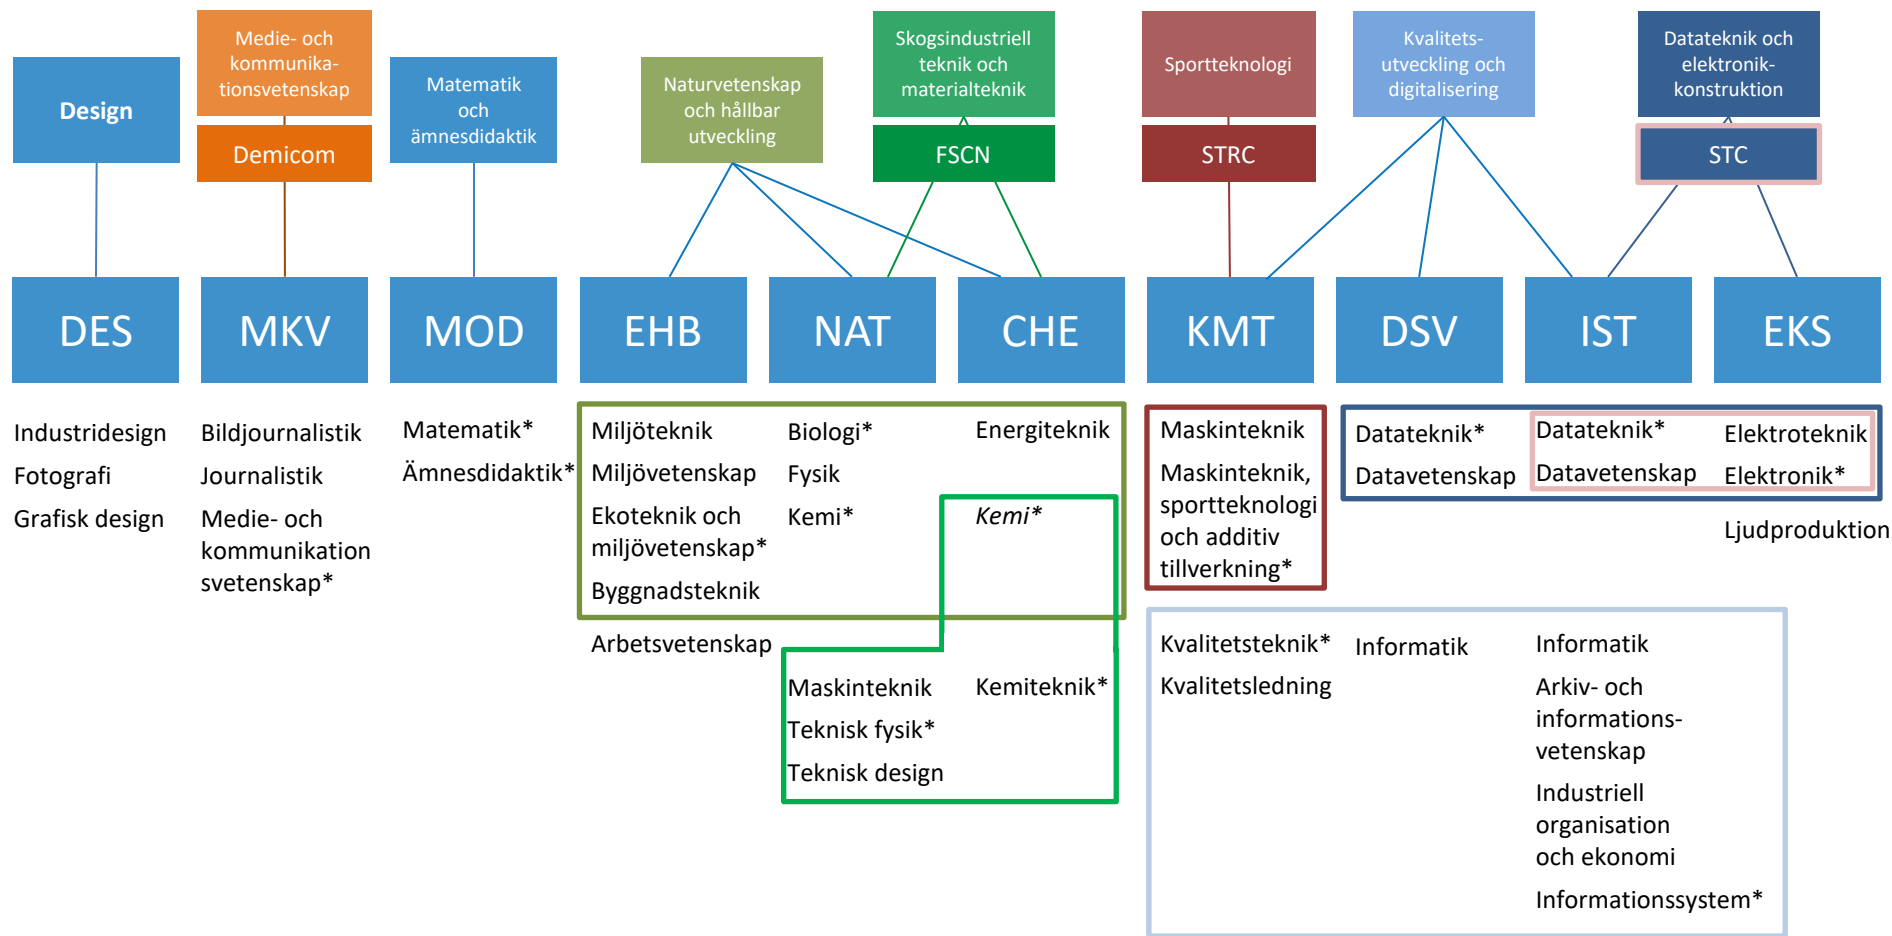 Design
Medie- och
kommunika-
tionsvetenskap
Demicom
Matematik
och
ämnesdidaktik
Naturvetenskap
och hållbar
utveckling
Skogsindustriell
teknik och
materialteknik
FSCN
Sportteknologi
STRC
Kvalitets-
utveckling och
digitalisering
Datateknik och
elektronik-
konstruktion
STC
DES
MKV
MOD
EHB
NAT
CHE
KMT
DSV
IST
EKS
Industridesign
Fotografi
Grafisk design
Bildjournalistik
Journalistik
Medie- och
kommunikation
svetenskap*
Matematik*
Ämnesdidaktik*
Miljöteknik
Miljövetenskap
Ekoteknik och
miljövetenskap*
Byggnadsteknik
Arbetsvetenskap
Biologi*
Fysik
Kemi*
Maskinteknik
Teknisk fysik*
Teknisk design
Energiteknik
Kemi*
Kemiteknik*
Maskinteknik
Maskinteknik,
sportteknologi
och additiv
tillverkning*
Kvalitetsteknik*
Kvalitetsledning
Datateknik*
Datavetenskap
Informatik
Datateknik*
Datavetenskap
Informatik
Arkiv- och
informations-
vetenskap
Industriell
organisation
och ekonomi
Informationssystem*
Elektroteknik
Elektronik*
Ljudproduktion